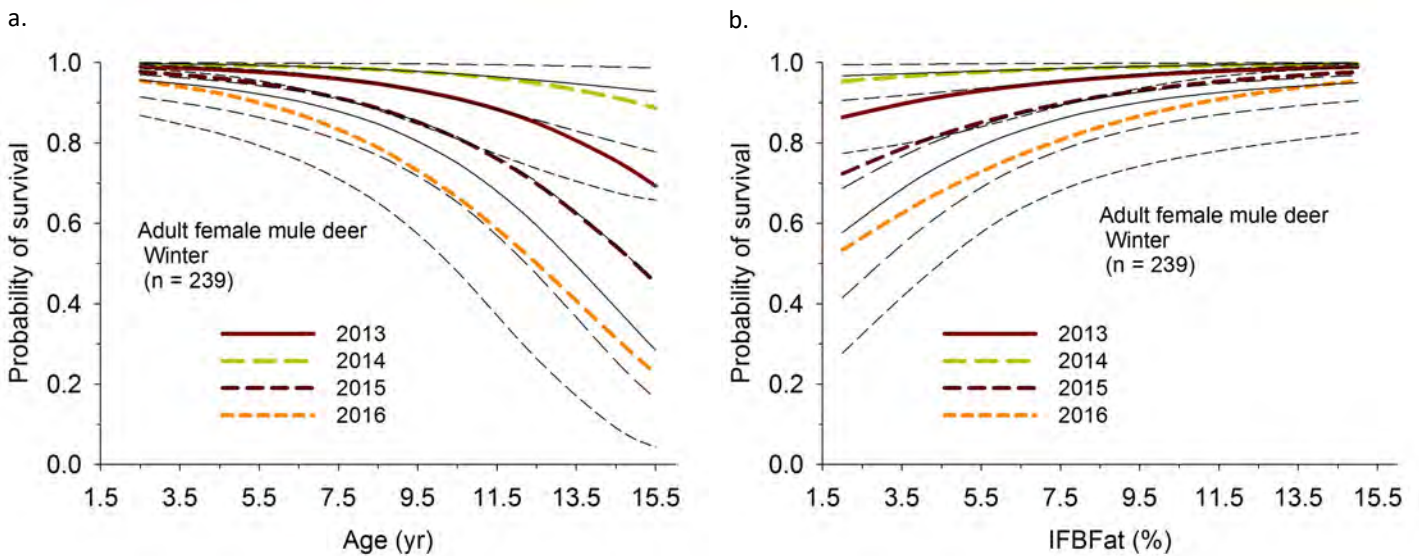 a.
Probability of survival
1.0
0.8
0.6
0.4
0.2
0.0
Adult female mule deer
Winter
(n = 239)
2013
2014
2015
2016
1.5 3.5 5.5 7.5 9.5 11.5 13.5 15.5
Age (yr)
b.
Probability of survival
1.0
0.8
0.6
0.4
0.2
0.0
Adult female mule deer
Winter
(n = 239)
2013
2014
2015
2016
1.5 3.5 5.5 7.5 9.5 11.5 13.5 15.5
IFBFat (%)